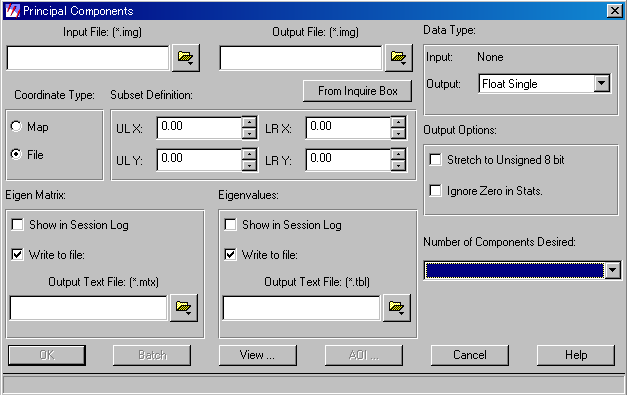 Principal Components
Input File: (*.img)
Output File: (*.img)
Data Type:
Input: None
Output: Float Single
From Inquire Box
Coordinate Type:
Subset Definition:
Map
File
UL X: 0.00 LR X: 0.00
UL Y: 0.00 LR Y: 0.00
Output Options:
Stretch to Unsigned 8 bit
Ignore Zero in Stats.
Eigen Matrix:
Show in Session Log
Write to file:
Output Text File: (*.mtx)
Eigenvalues:
Show in Session Log
Write to file:
Output Text File: (*.tbl)
Number of Components Desired:
OK
Batch
View ...
AOI ...
Cancel
Help